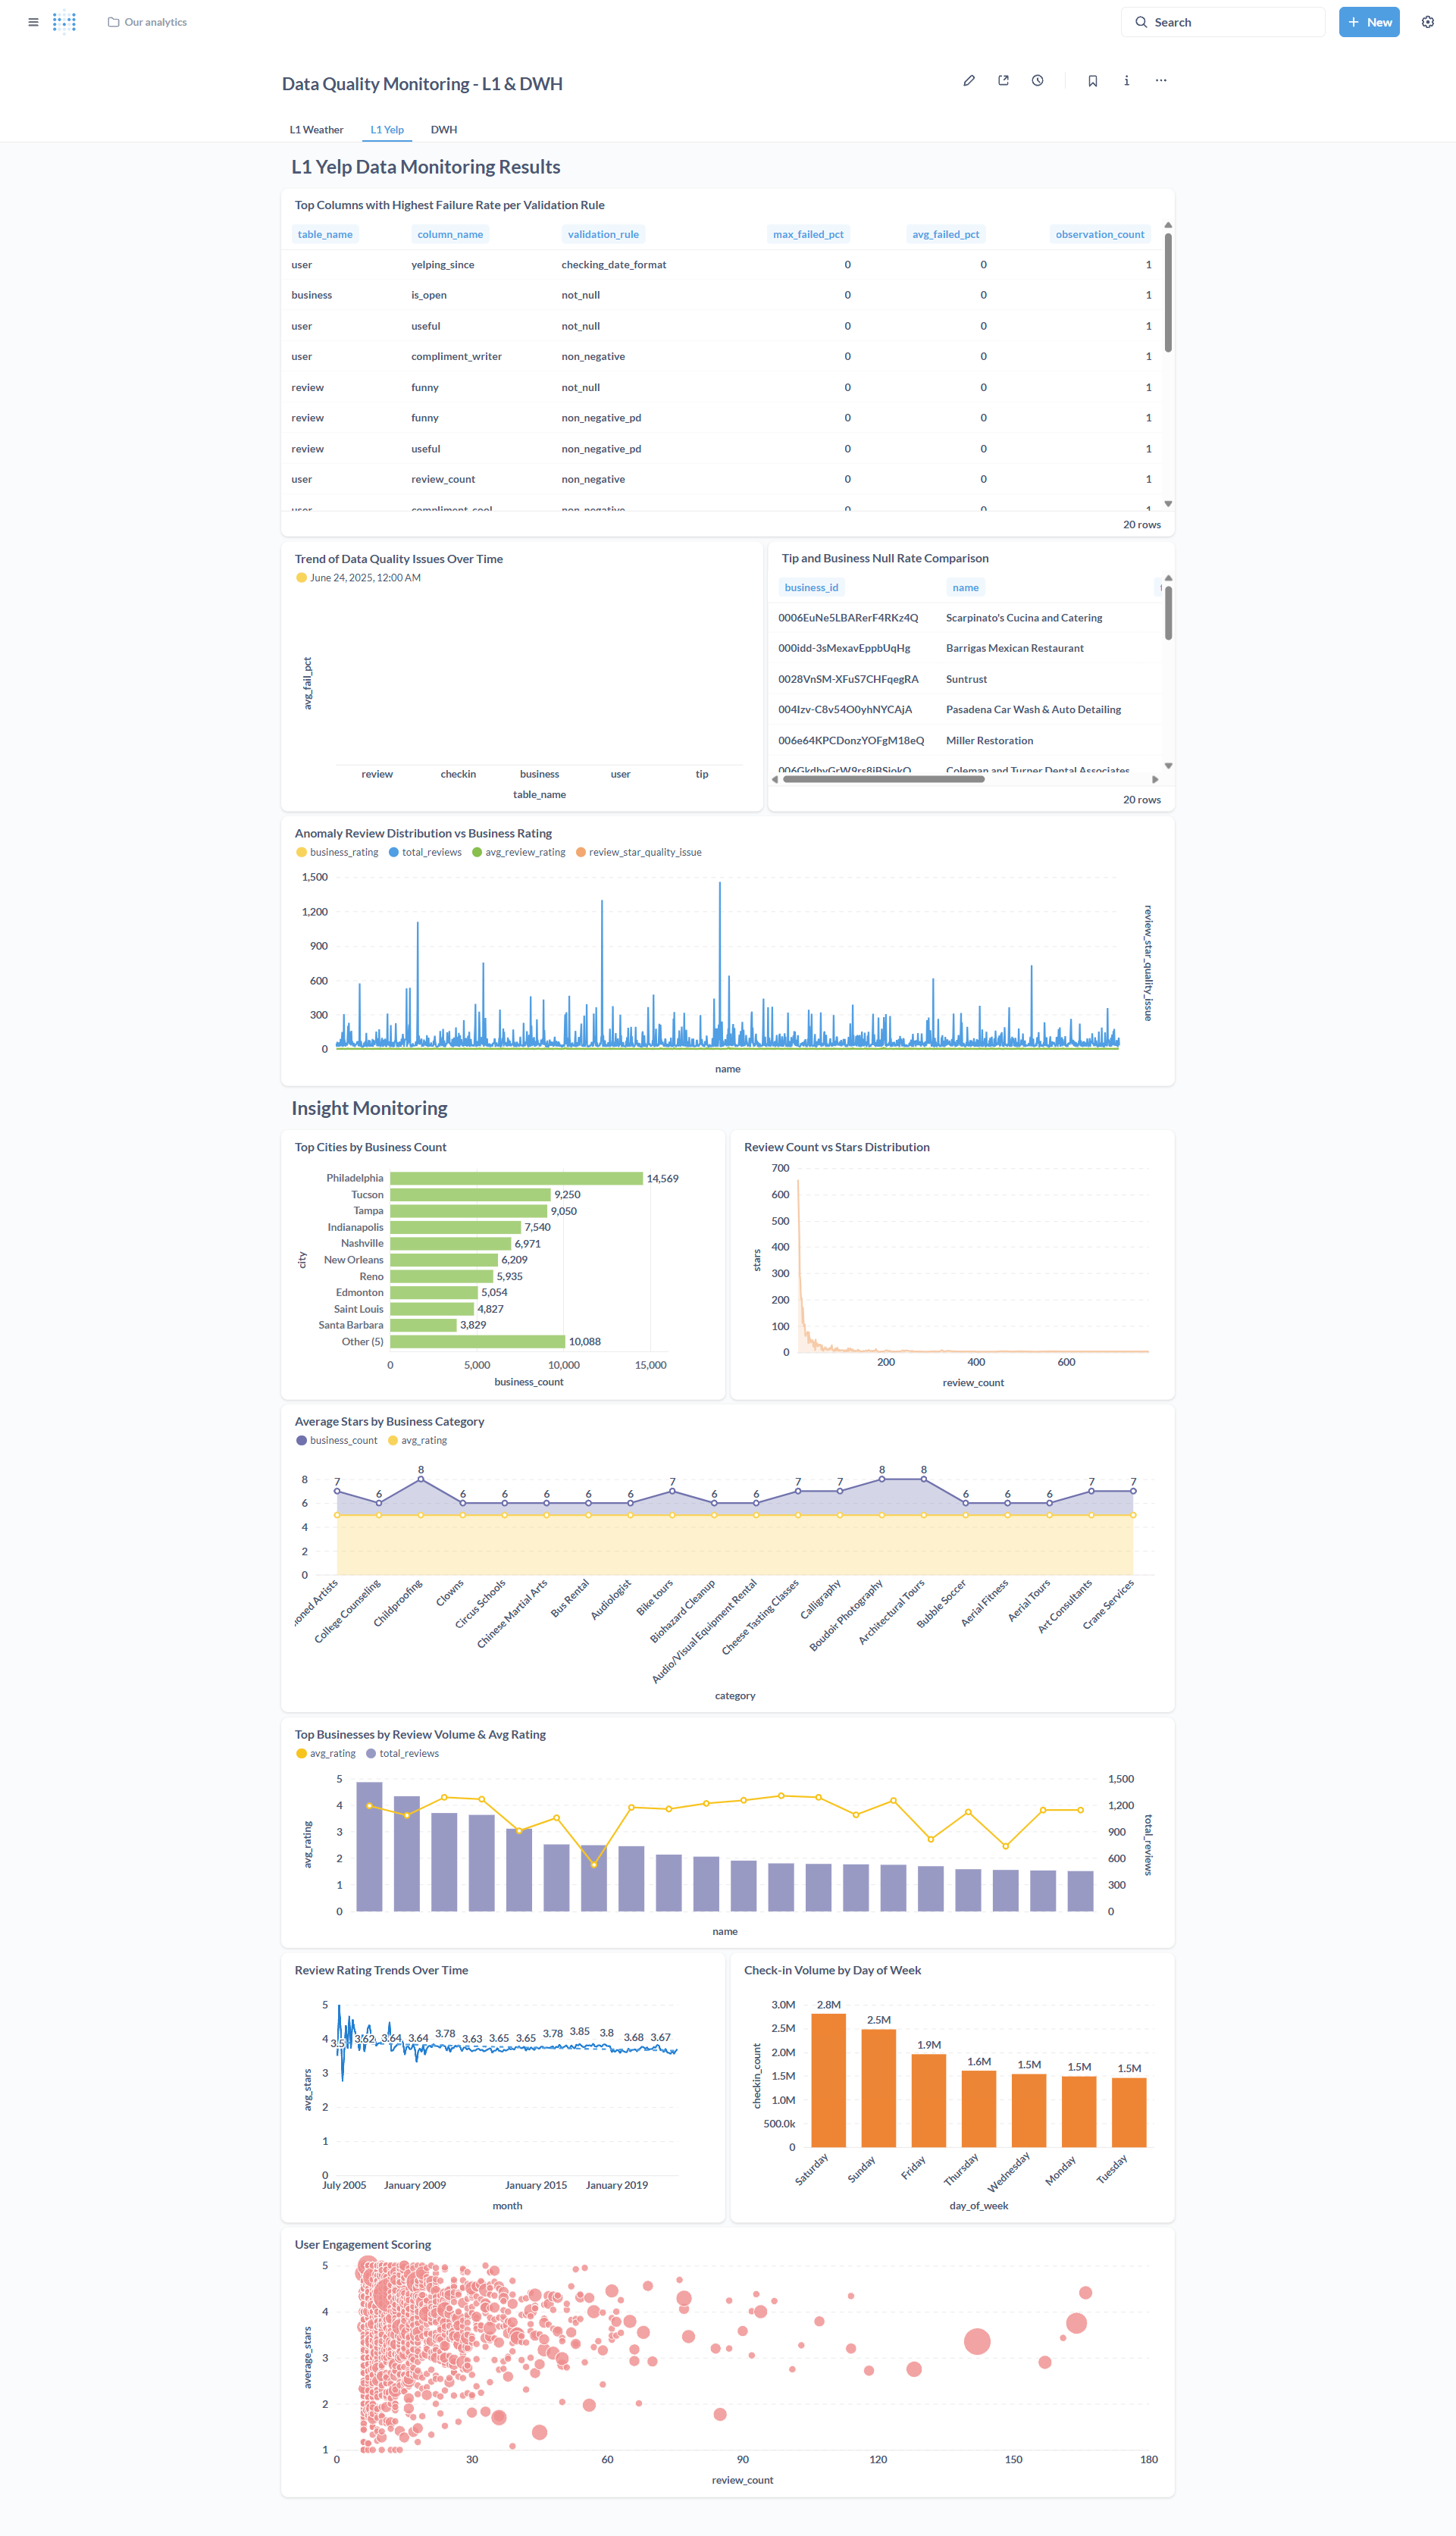 Our analytics
Search
New
Data Quality Monitoring - L1 & DWH
L1 Weather
L1 Yelp
DWH
L1 Yelp Data Monitoring Results
Top Columns with Highest Failure Rate per Validation Rule
table_name column_name validation_rule max_failed_pct avg_failed_pct observation_count
user yelping_since checking_date_format 0 0 1
business is_open not_null 0 0 1
user useful not_null 0 0 1
user compliment_writer non_negative 0 0 1
review funny not_null 0 0 1
review funny non_negative_pd 0 0 1
review useful non_negative_pd 0 0 1
user review_count non_negative 0 0 1
user compliment_cool non_negative 0 0 1
20 rows
Trend of Data Quality Issues Over Time
June 24, 2025, 12:00 AM
avg_fail_pct
review checkin business user tip
table_name
Tip and Business Null Rate Comparison
business_id name
0006EuNe5LBARerF4RKz4Q Scarpinato's Cucina and Catering
000idd-3sMexavEppbUqHg Barrigas Mexican Restaurant
0028VnSM-XFuS7CHFqegRA Suntrust
004Izv-C8v54O0yhNYCAjA Pasadena Car Wash & Auto Detailing
006e64KPCDonzYOFgM18eQ Miller Restoration
Coleman and Turner Dental Associates
20 rows
Anomaly Review Distribution vs Business Rating
business_rating total_reviews avg_review_rating review_star_quality_issue
1,500
1,200
900
600
300
0
name
review_star_quality_issue
Insight Monitoring
Top Cities by Business Count
city
Philadelphia 14,569
Tucson 9,250
Tampa 9,050
Indianapolis 7,540
Nashville 6,971
New Orleans 6,209
Reno 5,935
Edmonton 5,054
Saint Louis 4,827
Santa Barbara 3,829
Other (5) 10,088
0 5,000 10,000 15,000
business_count
Review Count vs Stars Distribution
stars
700
600
500
400
300
200
100
0
200 400 600
review_count
Average Stars by Business Category
business_count avg_rating
8
6
4
2
0
7 6 8 6 6 6 6 6 7 6 6 7 7 8 8 6 6 6 7 7
oned Artists
College Counseling
Childproofing
Clowns
Circus Schools
Chinese Martial Arts
Bus Rental
Audiologist
Bike tours
Biohazard Cleanup
Audio/Visual Equipment Rental
Cheese Tasting Classes
Calligraphy
Boudoir Photography
Architectural Tours
Bubble Soccer
Aerial Fitness
Aerial Tours
Art Consultants
Crane Services
category
Top Businesses by Review Volume & Avg Rating
avg_rating total_reviews
avg_rating
5
4
3
2
1
0
1,500
1,200
900
600
300
0
total_reviews
name
Review Rating Trends Over Time
avg_stars
5
4
3
2
1
0
3.5 3.62 3.64 3.64 3.78 3.63 3.65 3.65 3.78 3.85 3.8 3.68 3.67
July 2005 January 2009 January 2015 January 2019
month
Check-in Volume by Day of Week
checkin_count
3.0M
2.5M
2.0M
1.5M
1.0M
500.0k
0
2.8M 2.5M 1.9M 1.6M 1.5M 1.5M 1.5M
Saturday Sunday Friday Thursday Wednesday Monday Tuesday
day_of_week
User Engagement Scoring
average_stars
5
4
3
2
1
0 30 60 90 120 150 180
review_count